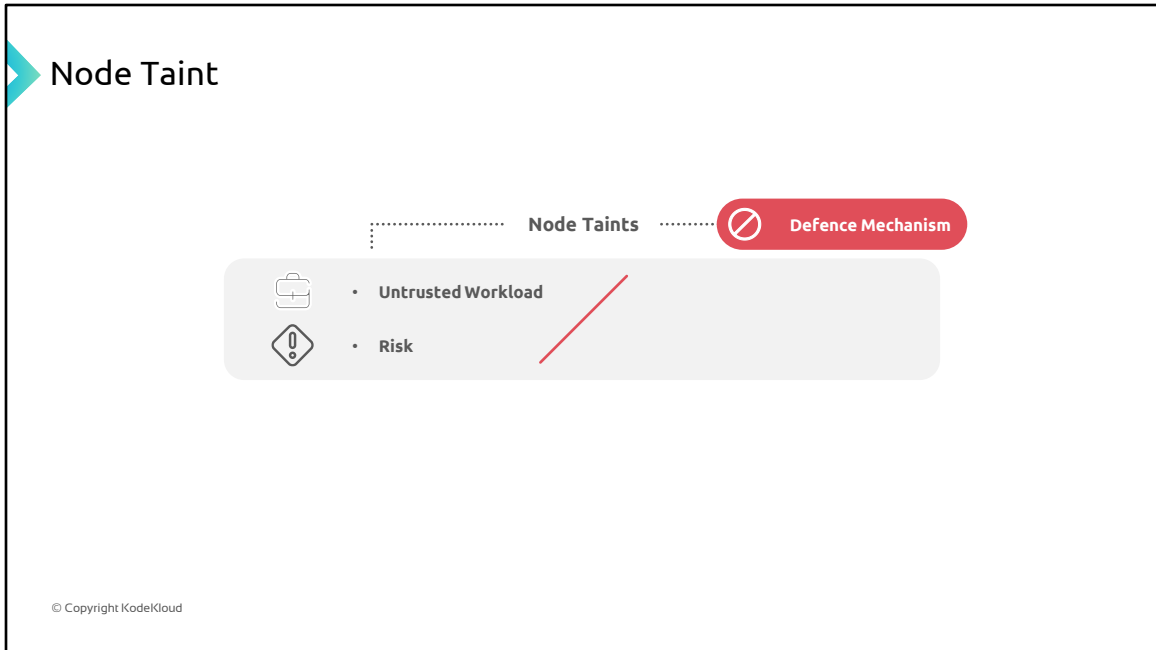 Node Taint
Node Taints
Defence Mechanism
• Untrusted Workload
• Risk
© Copyright KodeKloud